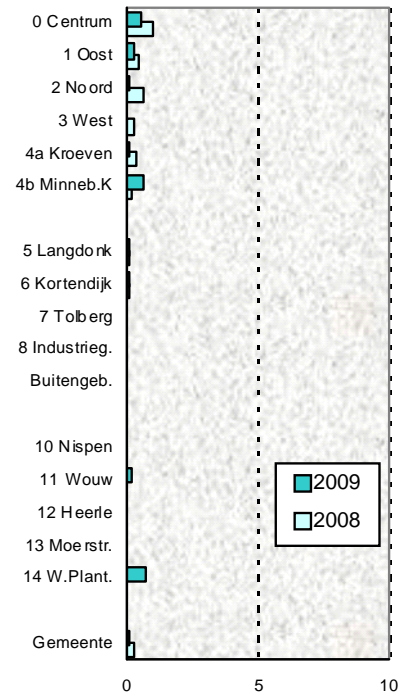 0 Centrum
1 Oost
2 Noord
3 West
4a Kroeven
4b Minneb.K
5 Langdonk
6 Kortendijk
7 Tolberg
8 Industrieg.
Buitengeb.
10 Nispen
11 Wouw
12 Heerle
13 Moerstr.
14 W.Plant.
Gemeente
2009
2008
0 5 10